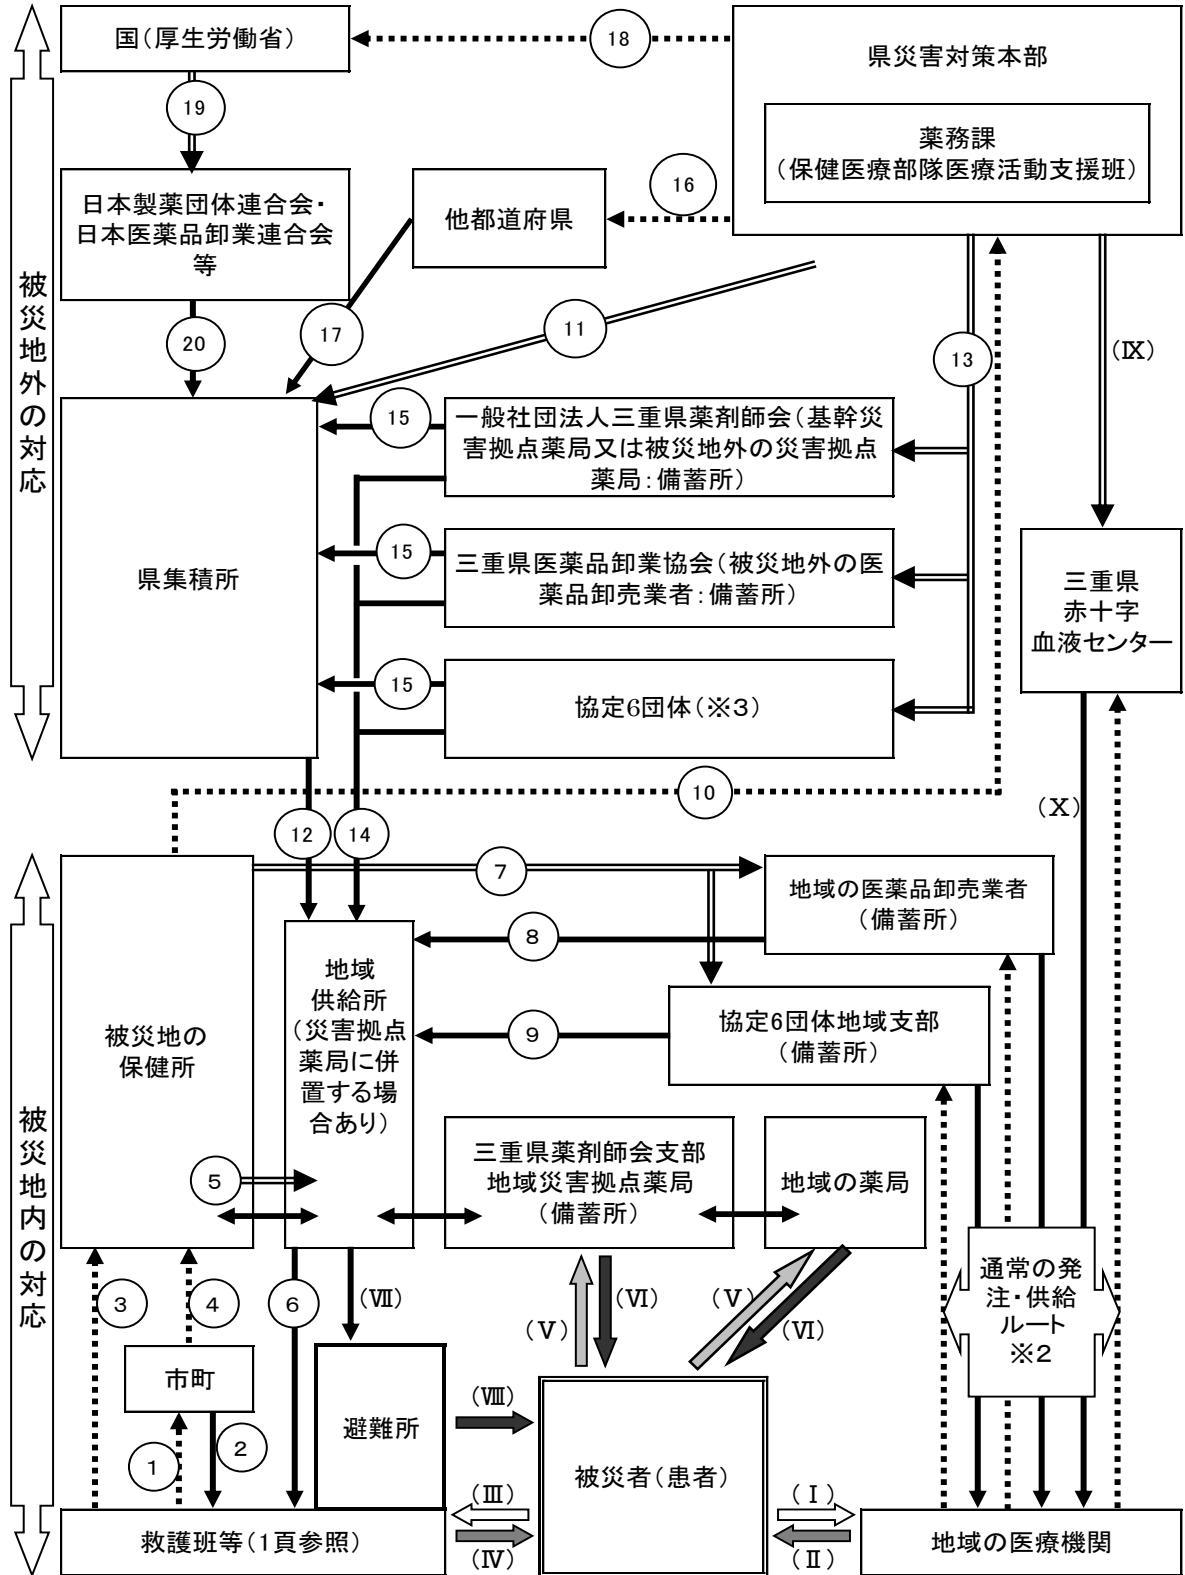 国(厚生労働省)
18
県災害対策本部
薬務課
(保健医療部隊医療活動支援班)
19
16
日本製薬団体連合会・
日本医薬品卸業連合会
等
他都道府県
被災地外の対応
20
17
11
13
(Ⅸ)
県集積所
15
一般社団法人三重県薬剤師会(基幹災
害拠点薬局又は被災地外の災害拠点
薬局:備蓄所)
15
三重県医薬品卸業協会(被災地外の医
薬品卸売業者:備蓄所)
三重県
赤十字
血液センター
15
協定6団体(※3)
10
(Ⅹ)
12
14
被災地内の対応
7
地域の医薬品卸売業者
(備蓄所)
8
被災地の
保健所
地域
供給所
(災害拠点
薬局に併
置する場
合あり)
9
協定6団体地域支部
(備蓄所)
5
三重県薬剤師会支部
地域災害拠点薬局
(備蓄所)
地域の薬局
3
4
6
(Ⅶ)
(Ⅴ)
(Ⅵ)
(Ⅴ)
(Ⅵ)
通常の発
注・供給
ルート
※2
市町
1
2
避難所
(Ⅷ)
被災者(患者)
(Ⅲ)
(Ⅳ)
(Ⅰ)
(Ⅱ)
救護班等(1頁参照)
地域の医療機関